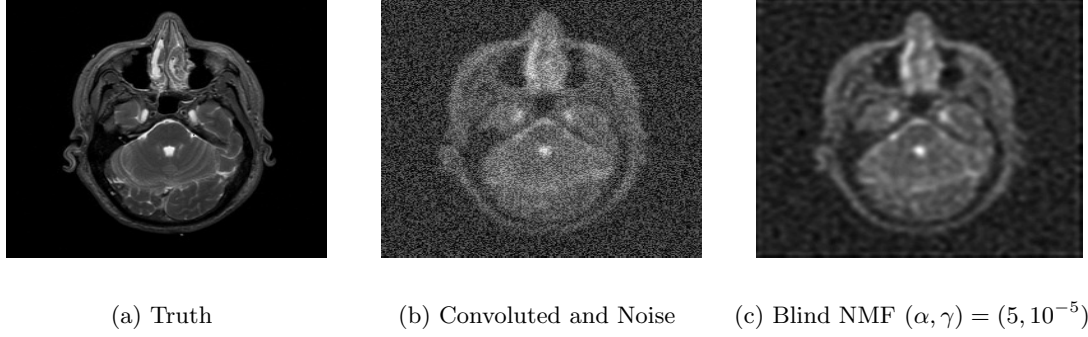 (a) Truth
(b) Convoluted and Noise
(c) Blind NMF (α, γ) = (5, 10⁻⁵)